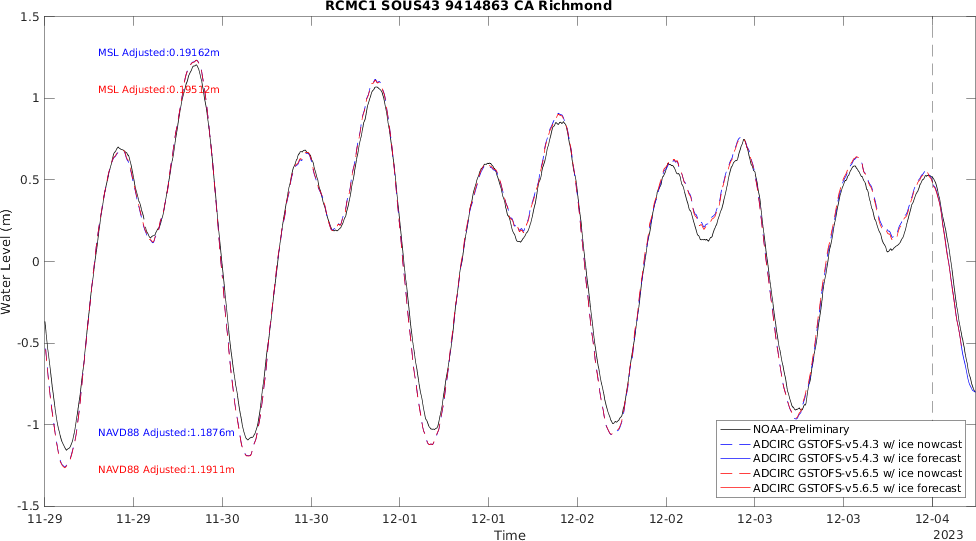 RCMC1 SOUS43 9414863 CA Richmond
1.5
1
0.5
0
-0.5
-1
-1.5
Water Level (m)
MSL Adjusted:0.19162m
MSL Adjusted:0.19512m
NAVD88 Adjusted:1.1876m
NAVD88 Adjusted:1.1911m
NOAA-Preliminary
ADCIRC GSTOFS-v5.4.3 w/ ice nowcast
ADCIRC GSTOFS-v5.4.3 w/ ice forecast
ADCIRC GSTOFS-v5.6.5 w/ ice nowcast
ADCIRC GSTOFS-v5.6.5 w/ ice forecast
11-29 11-29 11-30 11-30 12-01 12-01 12-02 12-02 12-03 12-03 12-04
Time 2023